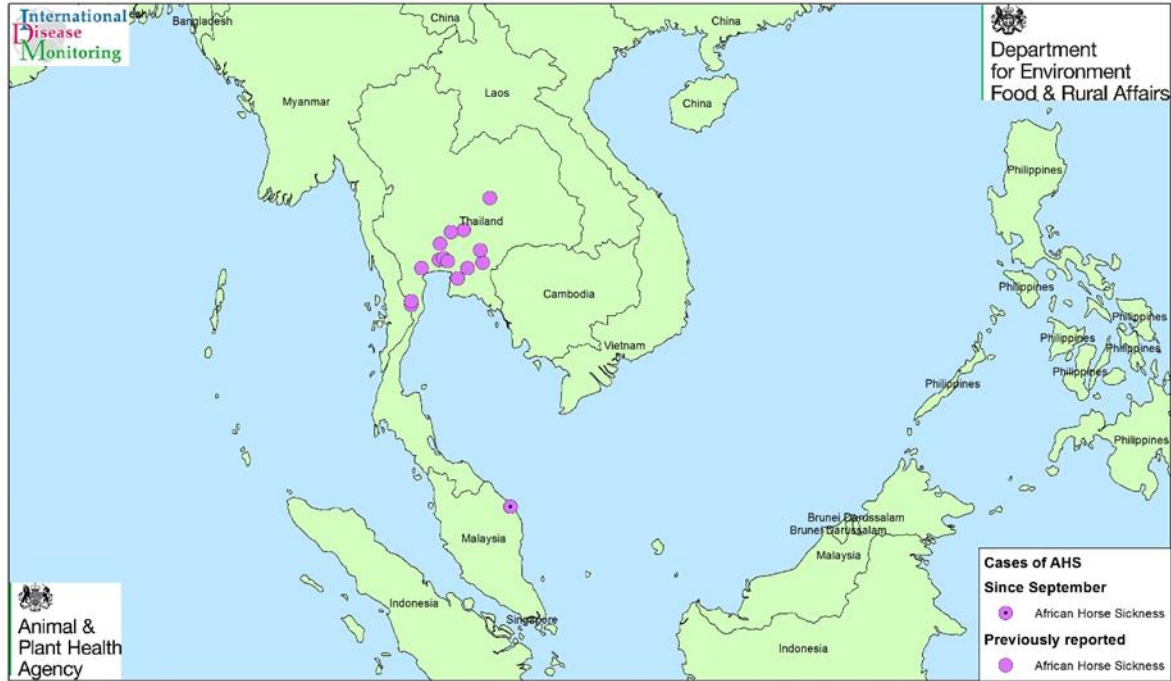 International
Disease
Monitoring
Bangladesh
China
China
Department
for Environment
Food & Rural Affairs
Myanmar
Laos
China
Philippines
Thailand
Cambodia
Philippines
Philippines
Philippines
Philippines
Vietnam
Philippines
Philippines
Philippines
Brunei Darussalam
Brunei Darussalam
Malaysia
Malaysia
Indonesia
Singapore
Indonesia
Animal &
Plant Health
Agency
Cases of AHS
Since September
African Horse Sickness
Previously reported
African Horse Sickness